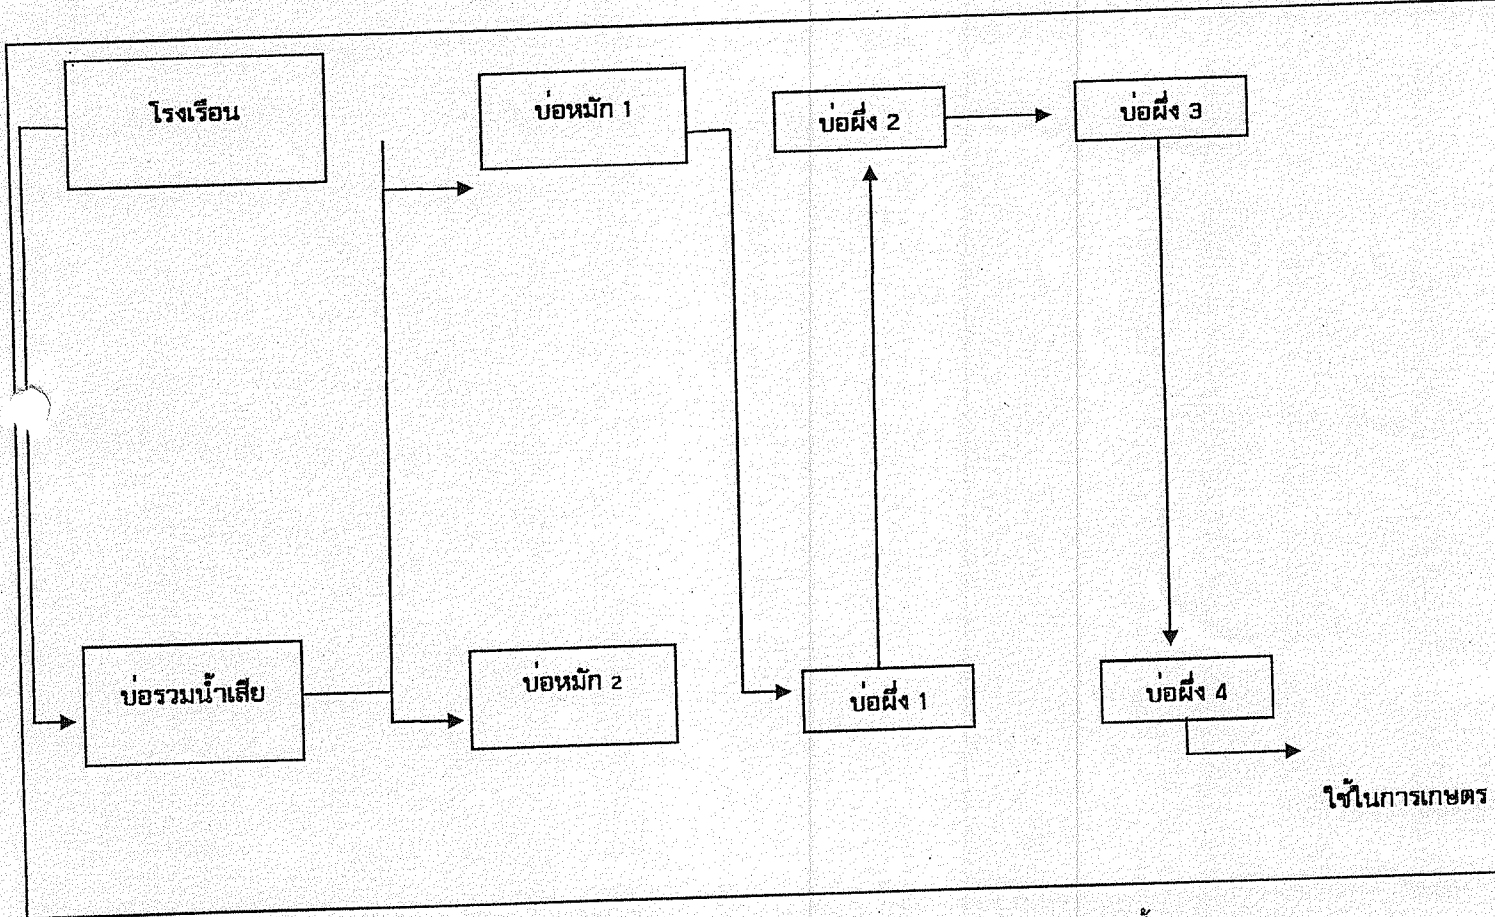 โรงเรือน
บ่อหมัก 1
บ่อผึ่ง 2
บ่อผึ่ง 3
บ่อรวมน้ำเสีย
บ่อหมัก 2
บ่อผึ่ง 1
บ่อผึ่ง 4
ใช้ในการเกษตร